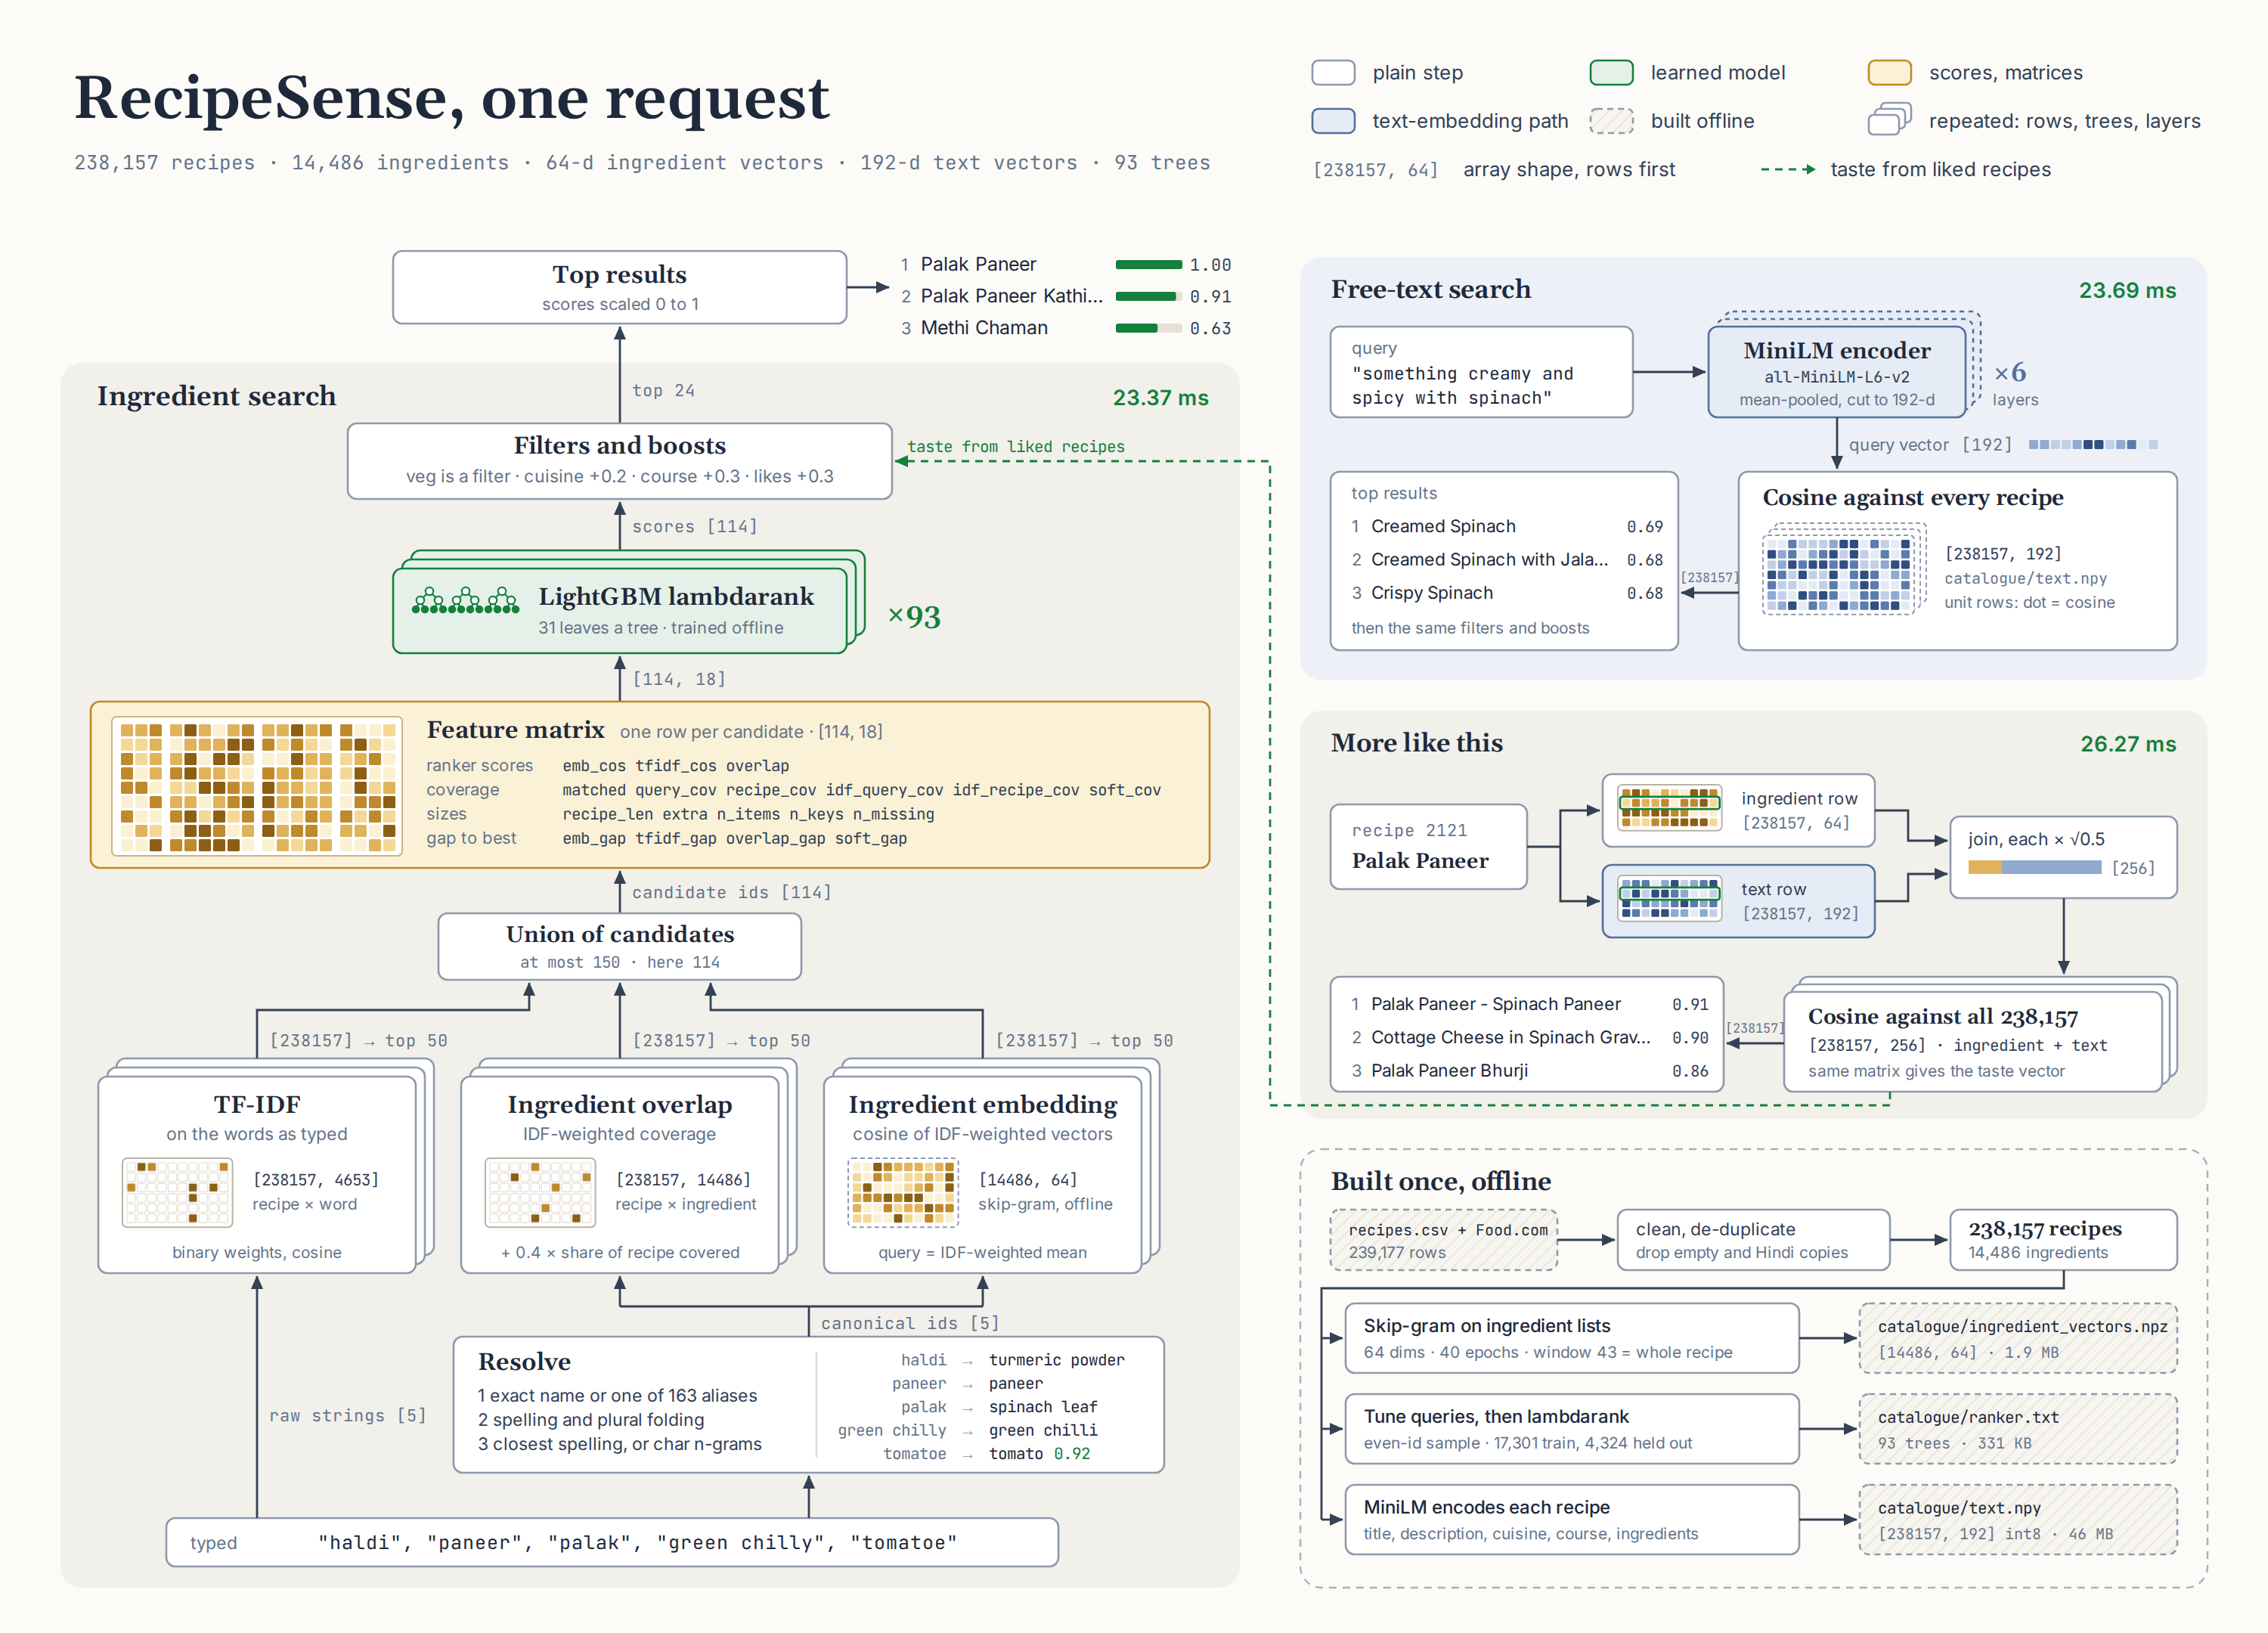 RecipeSense, one request
238,157 recipes · 14,486 ingredients · 64-d ingredient vectors · 192-d text vectors · 93 trees
plain step
learned model
scores, matrices
text-embedding path
built offline
repeated: rows, trees, layers
[238157, 64] array shape, rows first
taste from liked recipes
Top results
scores scaled 0 to 1
1 Palak Paneer 1.00
2 Palak Paneer Kathi... 0.91
3 Methi Chaman 0.63
Ingredient search
23.37 ms
top 24
Filters and boosts
veg is a filter · cuisine +0.2 · course +0.3 · likes +0.3
taste from liked recipes
scores [114]
LightGBM lambdarank
31 leaves a tree · trained offline
×93
[114, 18]
Feature matrix one row per candidate · [114, 18]
ranker scores emb_cos tfidf_cos overlap
coverage matched query_cov recipe_cov idf_query_cov idf_recipe_cov soft_cov
sizes recipe_len extra n_items n_keys n_missing
gap to best emb_gap tfidf_gap overlap_gap soft_gap
candidate ids [114]
Union of candidates
at most 150 · here 114
[238157] → top 50
[238157] → top 50
[238157] → top 50
TF-IDF
on the words as typed
[238157, 4653]
recipe × word
binary weights, cosine
Ingredient overlap
IDF-weighted coverage
[238157, 14486]
recipe × ingredient
+ 0.4 × share of recipe covered
Ingredient embedding
cosine of IDF-weighted vectors
[14486, 64]
skip-gram, offline
query = IDF-weighted mean
canonical ids [5]
raw strings [5]
Resolve
1 exact name or one of 163 aliases
2 spelling and plural folding
3 closest spelling, or char n-grams
haldi → turmeric powder
paneer → paneer
palak → spinach leaf
green chilly → green chilli
tomatoe → tomato 0.92
typed "haldi", "paneer", "palak", "green chilly", "tomatoe"
Free-text search
23.69 ms
query
"something creamy and
spicy with spinach"
MiniLM encoder
all-MiniLM-L6-v2
mean-pooled, cut to 192-d
×6
layers
query vector [192]
top results
1 Creamed Spinach 0.69
2 Creamed Spinach with Jala... 0.68
3 Crispy Spinach 0.68
then the same filters and boosts
[238157]
Cosine against every recipe
[238157, 192]
catalogue/text.npy
unit rows: dot = cosine
More like this
26.27 ms
recipe 2121
Palak Paneer
ingredient row
[238157, 64]
text row
[238157, 192]
join, each × √0.5
[256]
1 Palak Paneer - Spinach Paneer 0.91
2 Cottage Cheese in Spinach Grav... 0.90
3 Palak Paneer Bhurji 0.86
[238157]
Cosine against all 238,157
[238157, 256] · ingredient + text
same matrix gives the taste vector
Built once, offline
recipes.csv + Food.com
239,177 rows
clean, de-duplicate
drop empty and Hindi copies
238,157 recipes
14,486 ingredients
Skip-gram on ingredient lists
64 dims · 40 epochs · window 43 = whole recipe
catalogue/ingredient_vectors.npz
[14486, 64] · 1.9 MB
Tune queries, then lambdarank
even-id sample · 17,301 train, 4,324 held out
catalogue/ranker.txt
93 trees · 331 KB
MiniLM encodes each recipe
title, description, cuisine, course, ingredients
catalogue/text.npy
[238157, 192] int8 · 46 MB